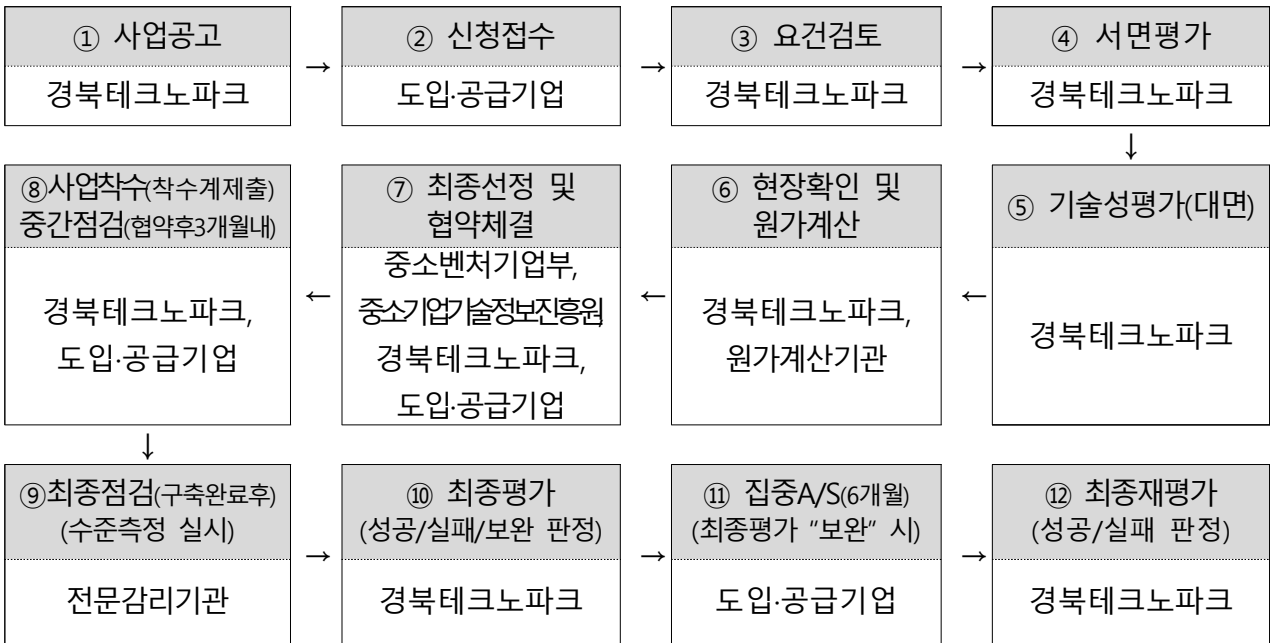 ① 사업공고
경북테크노파크
→
② 신청접수
도입·공급기업
→
③ 요건검토
경북테크노파크
→
④ 서면평가
경북테크노파크
↓
⑤ 기술성평가(대면)
경북테크노파크
←
⑥ 현장확인 및
원가계산
경북테크노파크,
원가계산기관
←
⑦ 최종선정 및
협약체결
중소벤처기업부,
중소기업기술정보진흥원,
경북테크노파크,
도입·공급기업
←
⑧사업착수(착수계제출)
중간점검(협약후3개월내)
경북테크노파크,
도입·공급기업
↓
⑨최종점검(구축완료후)
(수준측정 실시)
전문감리기관
→
⑩ 최종평가
(성공/실패/보완 판정)
경북테크노파크
→
⑪ 집중A/S(6개월)
(최종평가 “보완” 시)
도입·공급기업
→
⑫ 최종재평가
(성공/실패 판정)
경북테크노파크